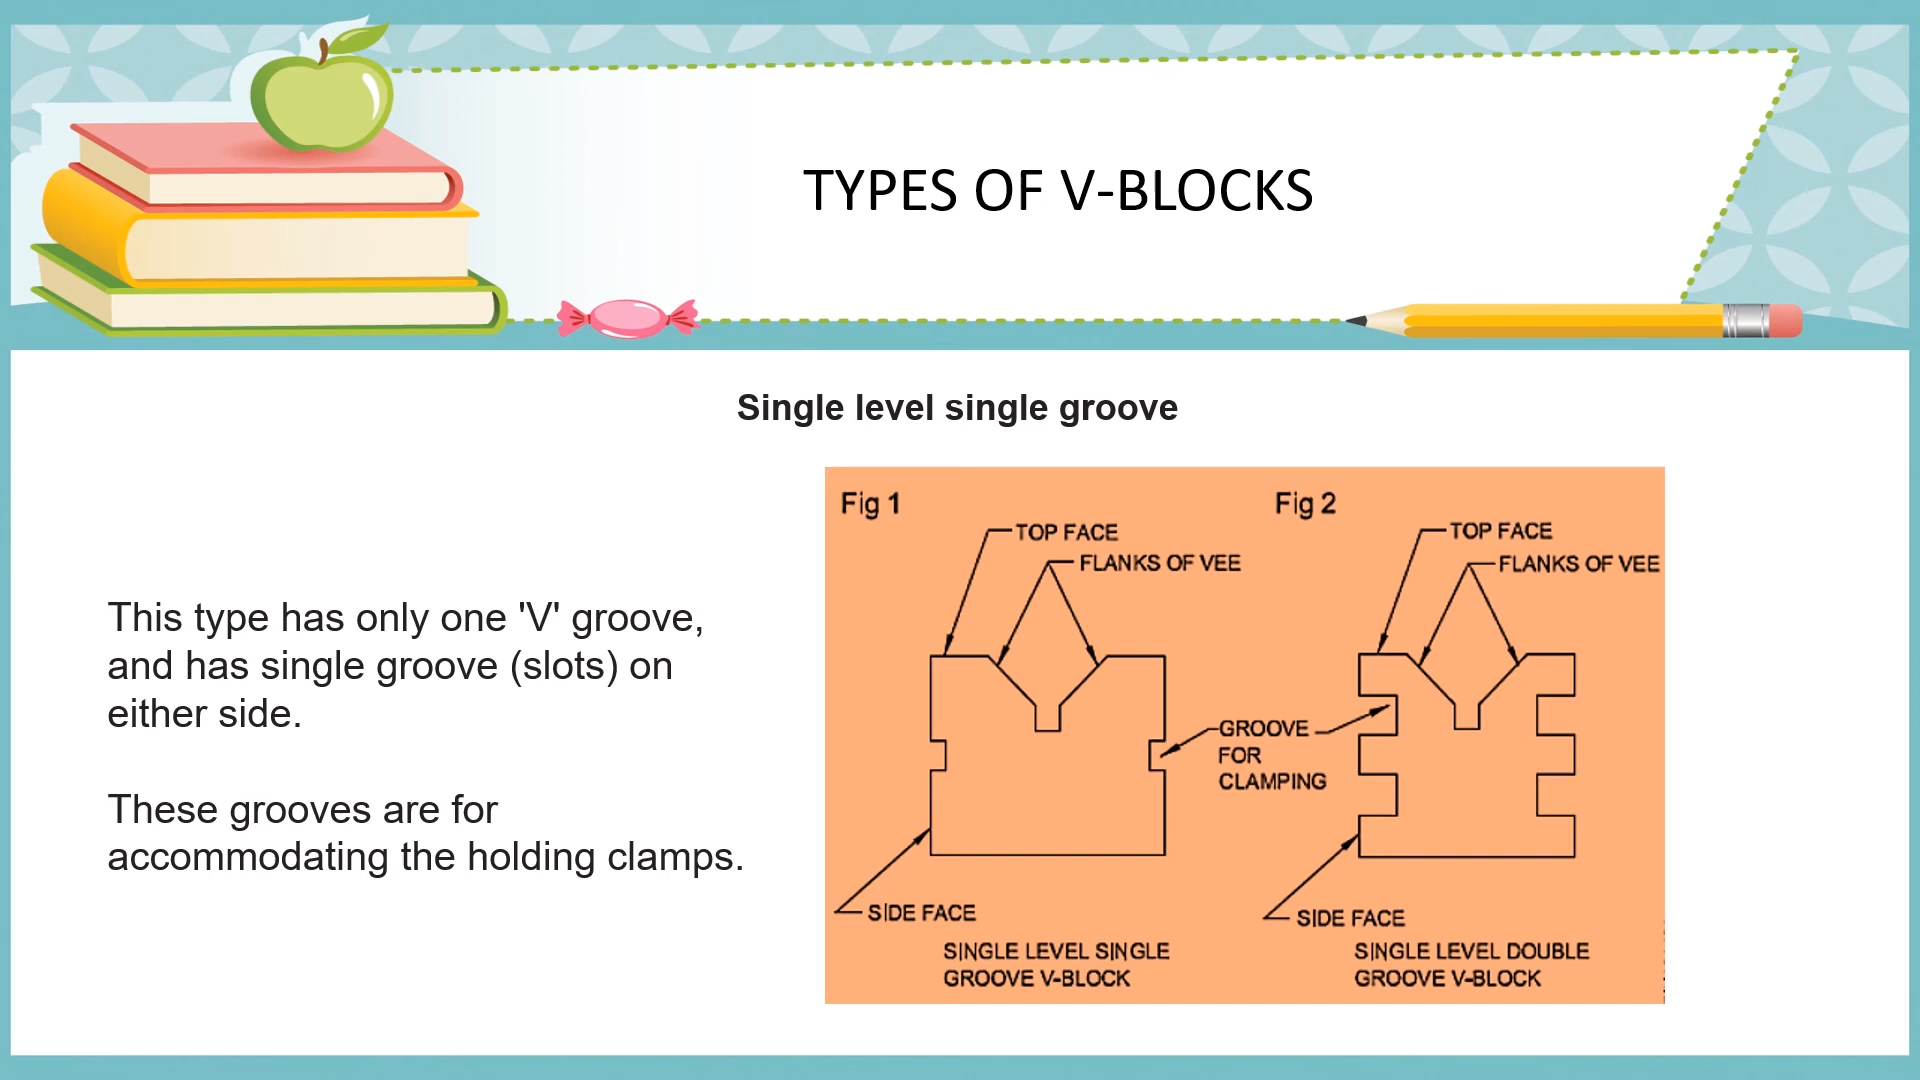 TYPES OF V-BLOCKS
Single level single groove
This type has only one 'V' groove,
and has single groove (slots) on
either side.
These grooves are for
accommodating the holding clamps.
Fig 1
TOP FACE
FLANKS OF VEE
GROOVE
FOR
CLAMPING
SIDE FACE
SINGLE LEVEL SINGLE
GROOVE V-BLOCK
Fig 2
TOP FACE
FLANKS OF VEE
SIDE FACE
SINGLE LEVEL DOUBLE
GROOVE V-BLOCK